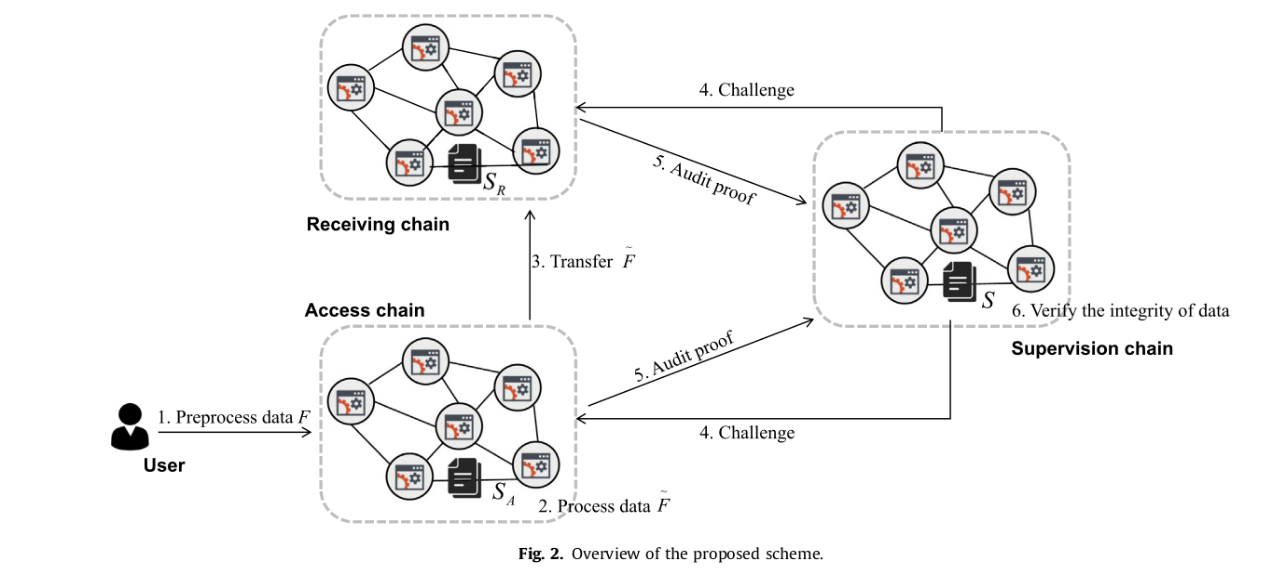 4. Challenge
5. Audit proof
S_R
Receiving chain
3. Transfer F̃
S
6. Verify the integrity of data
Access chain
Supervision chain
5. Audit proof
1. Preprocess data F
4. Challenge
User
S_A
2. Process data F̃
Fig. 2. Overview of the proposed scheme.